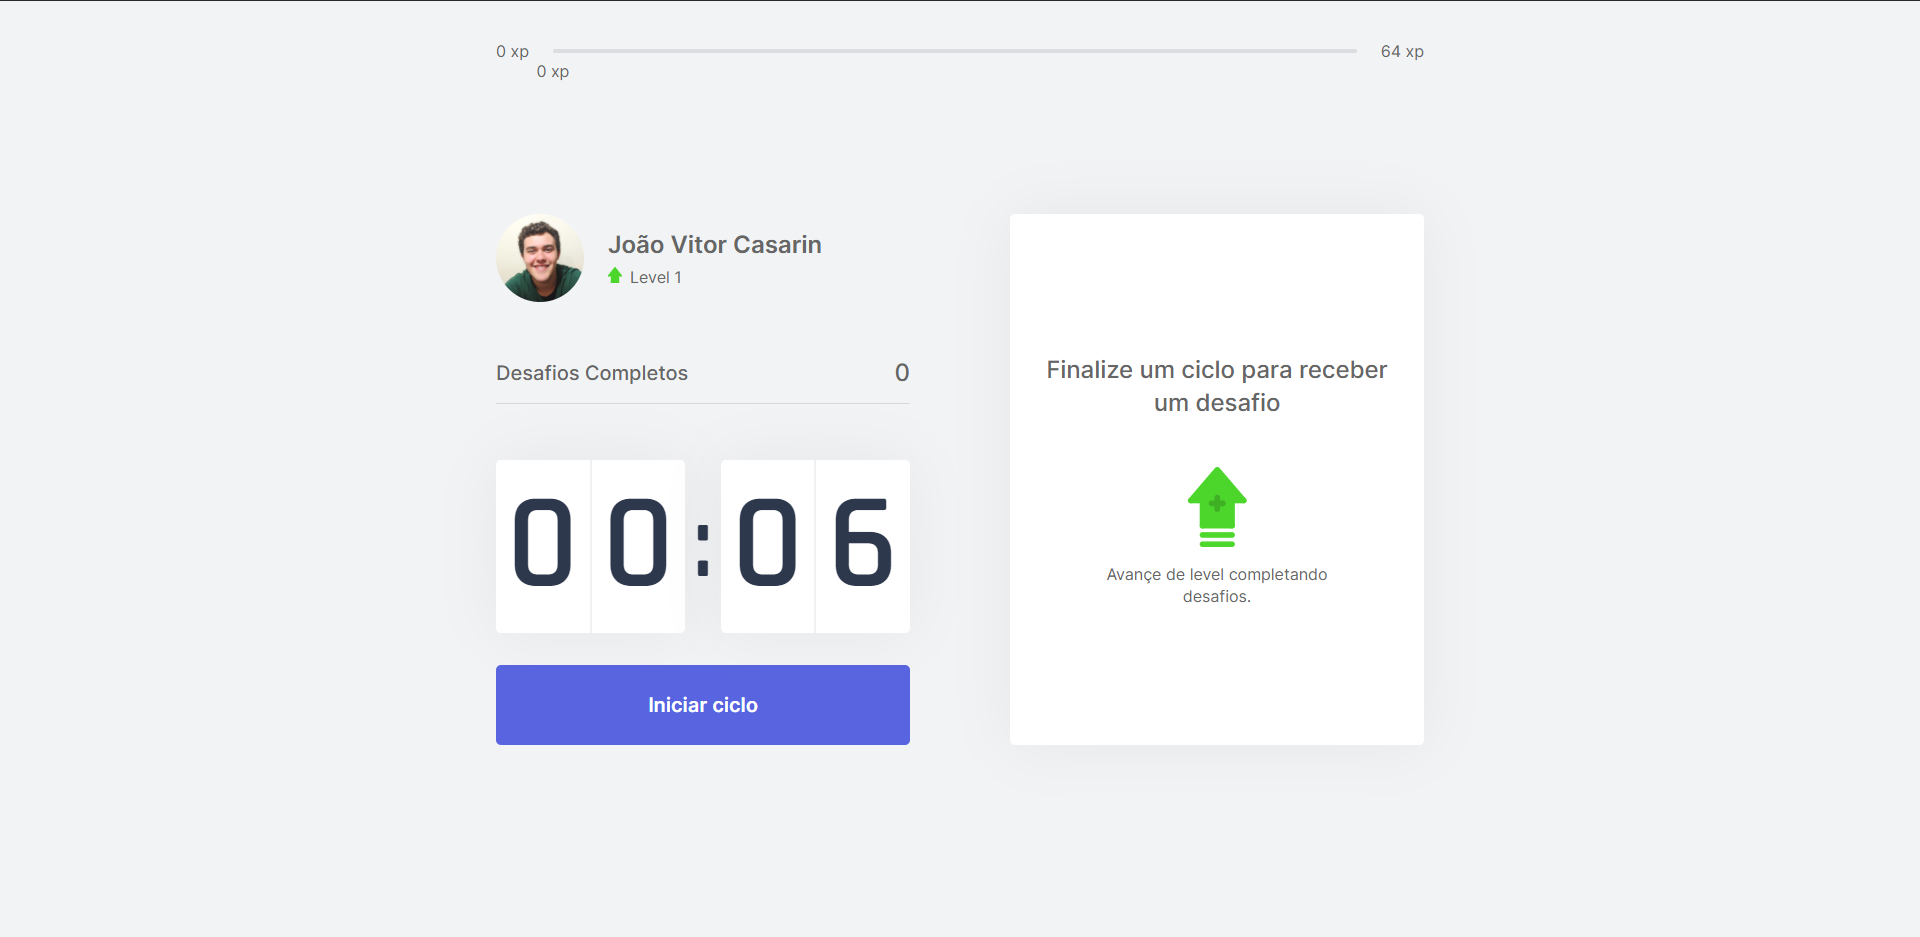 0 xp
64 xp
0 xp
João Vitor Casarin
Level 1
Desafios Completos
0
00:06
Iniciar ciclo
Finalize um ciclo para receber
um desafio
Avançe de level completando
desafios.